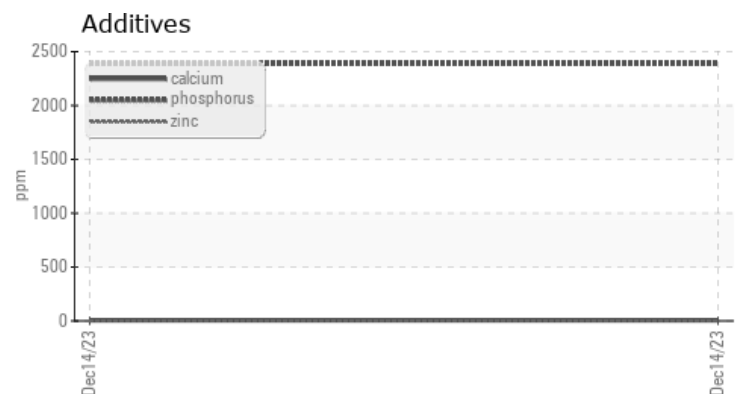 Additives
2500
calcium
phosphorus
2000
zinc
1500
ppm
1000
500
0
Dec14/23
Dec14/23